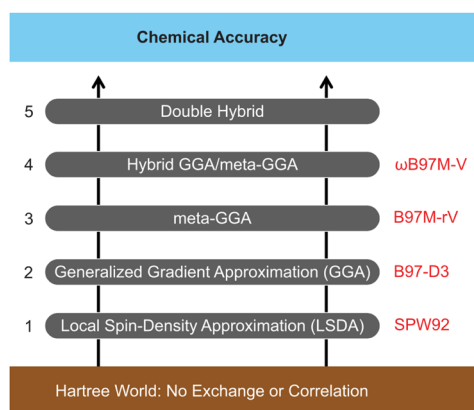 Chemical Accuracy
5 Double Hybrid
4 Hybrid GGA/meta-GGA ωB97M-V
3 meta-GGA B97M-rV
2 Generalized Gradient Approximation (GGA) B97-D3
1 Local Spin-Density Approximation (LSDA) SPW92
Hartree World: No Exchange or Correlation